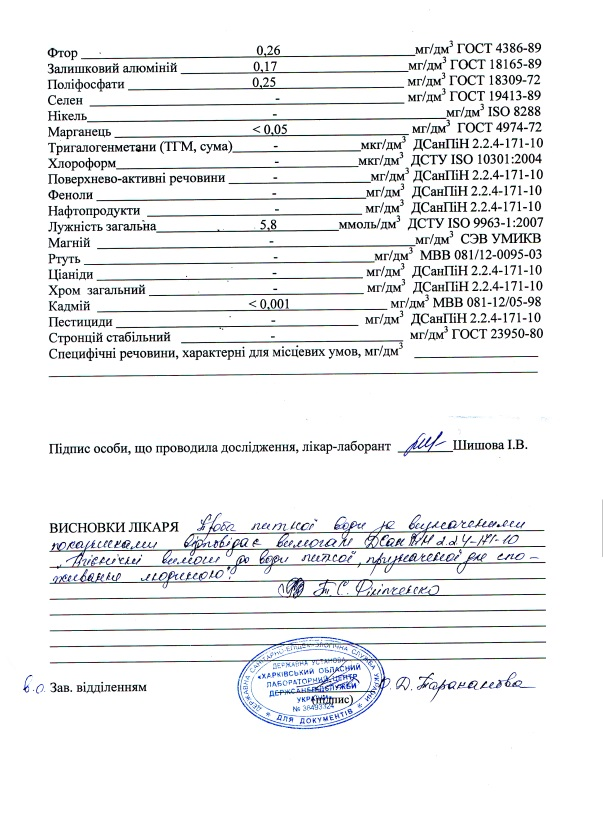 Фтор 0,26 мг/дм³ ГОСТ 4386-89
Залишковий алюміній 0,17 мг/дм³ ГОСТ 18165-89
Поліфосфати 0,25 мг/дм³ ГОСТ 18309-72
Селен - мг/дм³ ГОСТ 19413-89
Нікель - мг/дм³ ISO 8288
Марганець < 0,05 мг/дм³ ГОСТ 4974-72
Тригалогенметани (ТГМ, сума) - мкг/дм³ ДСанПіН 2.2.4-171-10
Хлороформ - мкг/дм³ ДСТУ ISO 10301:2004
Поверхнево-активні речовини - мг/дм³ ДСанПіН 2.2.4-171-10
Феноли - мг/дм³ ДСанПіН 2.2.4-171-10
Нафтопродукти - мг/дм³ ДСанПіН 2.2.4-171-10
Лужність загальна 5,8 ммоль/дм³ ДСТУ ISO 9963-1:2007
Магній - мг/дм³ СЭВ УМИКВ
Ртуть - мг/дм³ МВВ 081/12-0095-03
Ціаніди - мг/дм³ ДСанПіН 2.2.4-171-10
Хром загальний - мг/дм³ ДСанПіН 2.2.4-171-10
Кадмій < 0,001 мг/дм³ МВВ 081-12/05-98
Пестициди - мг/дм³ ДСанПіН 2.2.4-171-10
Стронцій стабільний - мг/дм³ ГОСТ 23950-80
Специфічні речовини, характерні для місцевих умов, мг/дм³
Підпис особи, що проводила дослідження, лікар-лаборант Шишова І.В.
ВИСНОВКИ ЛІКАРЯ Проба питної води за визначеними
показниками відповідає вимогам ДСанПіН 2.2.4-171-10
„Гігієнічні вимоги до води питної, призначеної для спо-
живання людиною".
Т.С. Філіпченко
ДЕРЖАВНА САНІТАРНО-ЕПІДЕМІОЛОГІЧНА СЛУЖБА УКРАЇНИ
ДЕРЖАВНА УСТАНОВА
«ХАРКІВСЬКИЙ ОБЛАСНИЙ
ЛАБОРАТОРНИЙ ЦЕНТР
ДЕРЖСАНЕПІДСЛУЖБИ
УКРАЇНИ»
№ 38493324
ДЛЯ ДОКУМЕНТІВ
в.о. Зав. відділенням
(підпис)